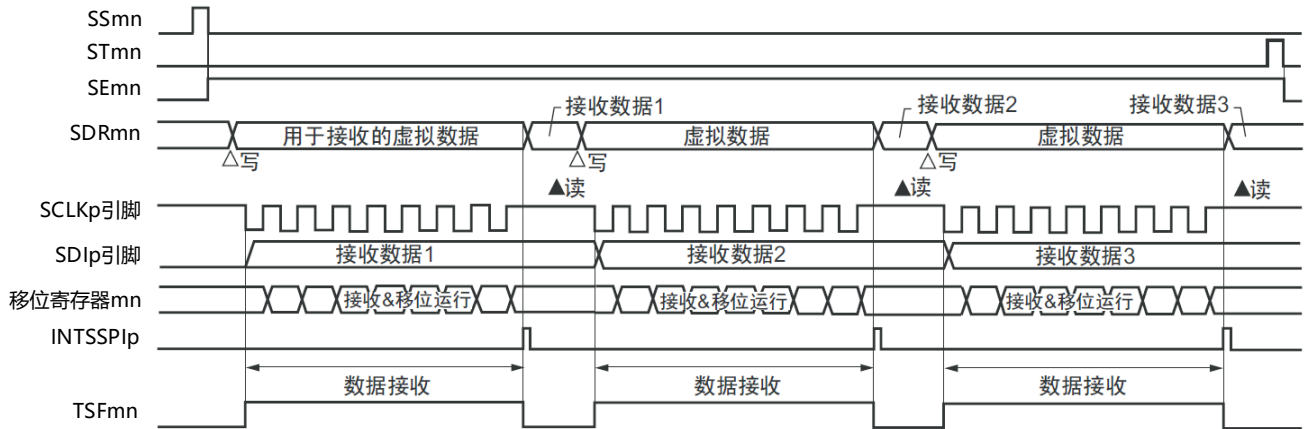 SSmn
STmn
SEmn
接收数据1 接收数据2 接收数据3
SDRmn 用于接收的虚拟数据 虚拟数据 虚拟数据
△写 △写 △写
▲读 ▲读 ▲读
SCLKp引脚
SDIp引脚 接收数据1 接收数据2 接收数据3
移位寄存器mn 接收&移位运行 接收&移位运行 接收&移位运行
INTSSPIp
数据接收 数据接收 数据接收
TSFmn